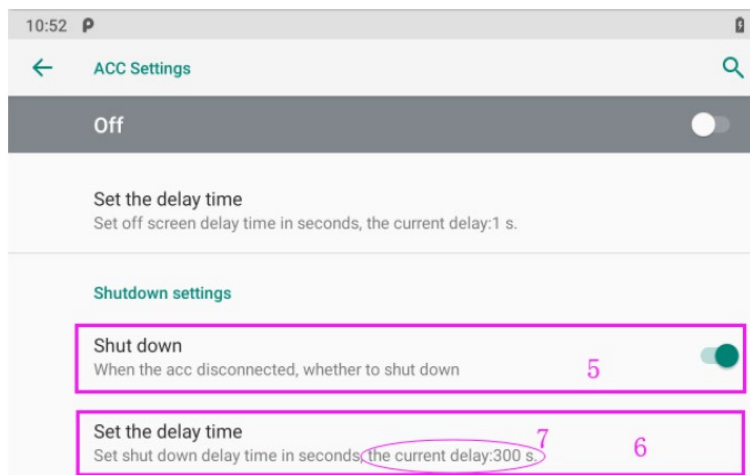 10:52
ACC Settings
Off
Set the delay time
Set off screen delay time in seconds, the current delay:1 s.
Shutdown settings
Shut down
When the acc disconnected, whether to shut down
5
Set the delay time
7
Set shut down delay time in seconds, the current delay:300 s.
6